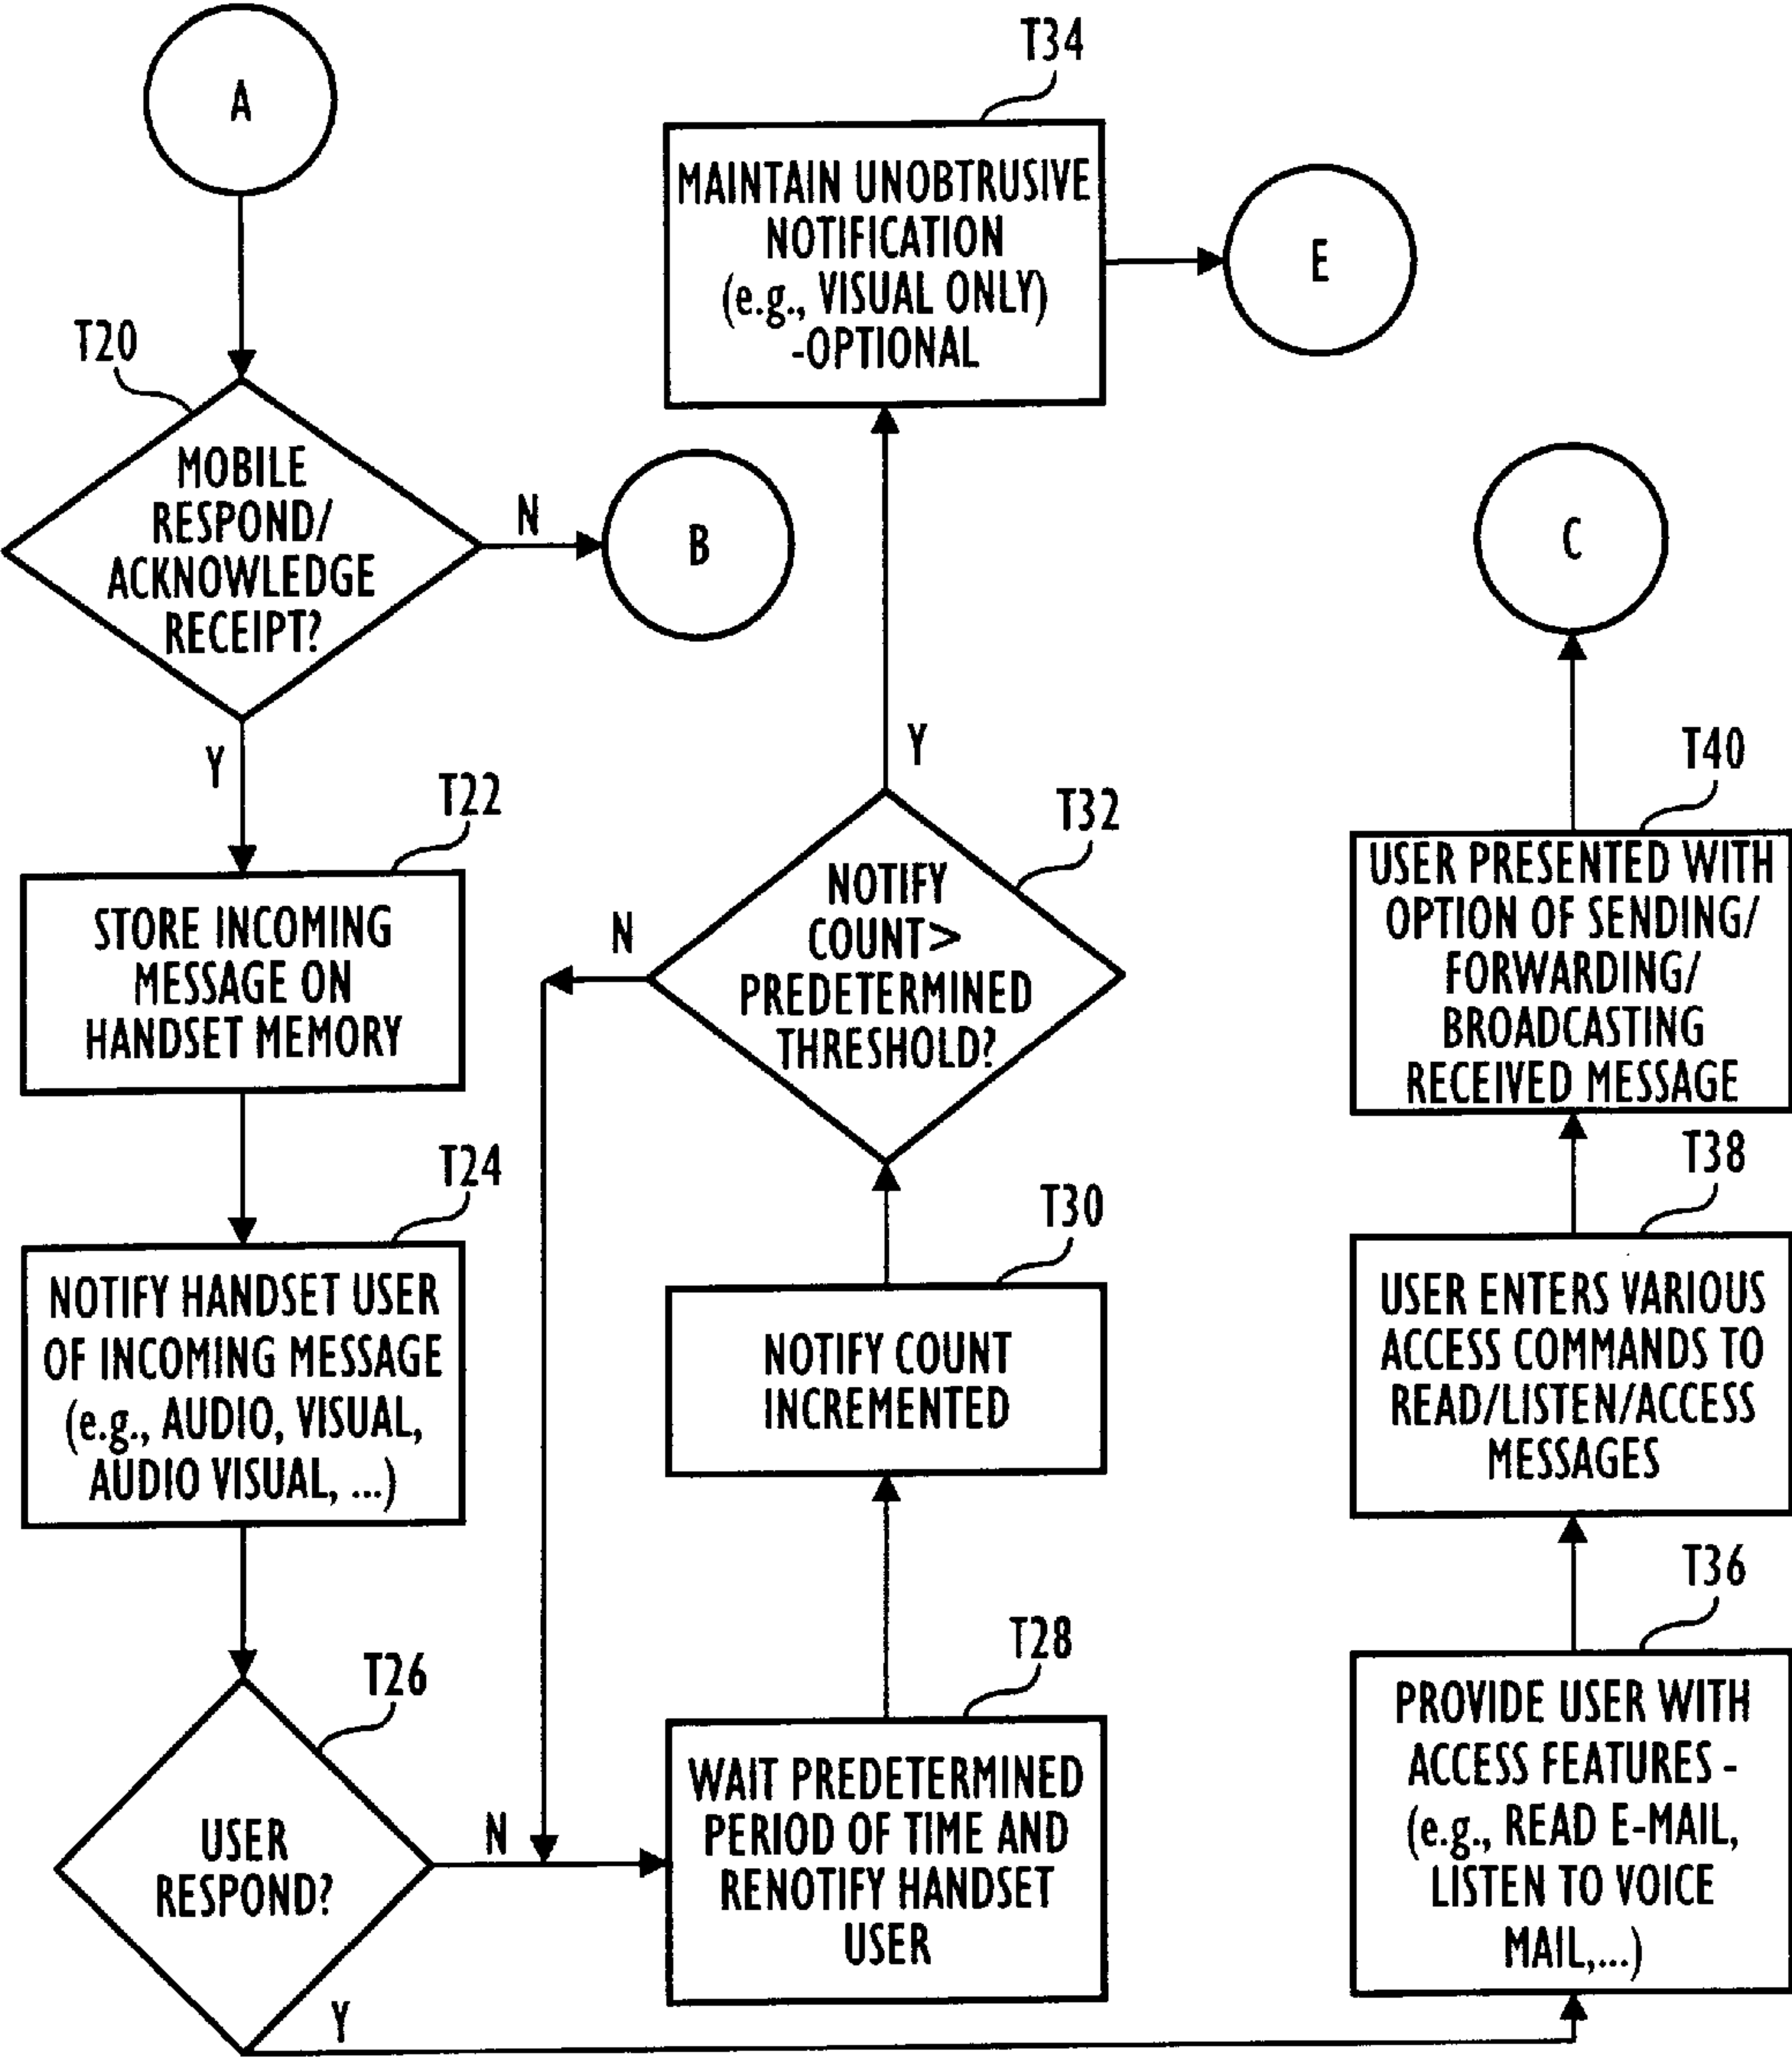 A
T20
MOBILE
RESPOND/
ACKNOWLEDGE
RECEIPT?
N
B
Y
T22
STORE INCOMING
MESSAGE ON
HANDSET MEMORY
T24
NOTIFY HANDSET USER
OF INCOMING MESSAGE
(e.g., AUDIO, VISUAL,
AUDIO VISUAL, ...)
T26
USER
RESPOND?
N
Y
T28
WAIT PREDETERMINED
PERIOD OF TIME AND
RENOTIFY HANDSET
USER
T30
NOTIFY COUNT
INCREMENTED
T32
NOTIFY
COUNT>
PREDETERMINED
THRESHOLD?
N
Y
T34
MAINTAIN UNOBTRUSIVE
NOTIFICATION
(e.g., VISUAL ONLY)
-OPTIONAL
E
T36
PROVIDE USER WITH
ACCESS FEATURES -
(e.g., READ E-MAIL,
LISTEN TO VOICE
MAIL,...)
T38
USER ENTERS VARIOUS
ACCESS COMMANDS TO
READ/LISTEN/ACCESS
MESSAGES
T40
USER PRESENTED WITH
OPTION OF SENDING/
FORWARDING/
BROADCASTING
RECEIVED MESSAGE
C